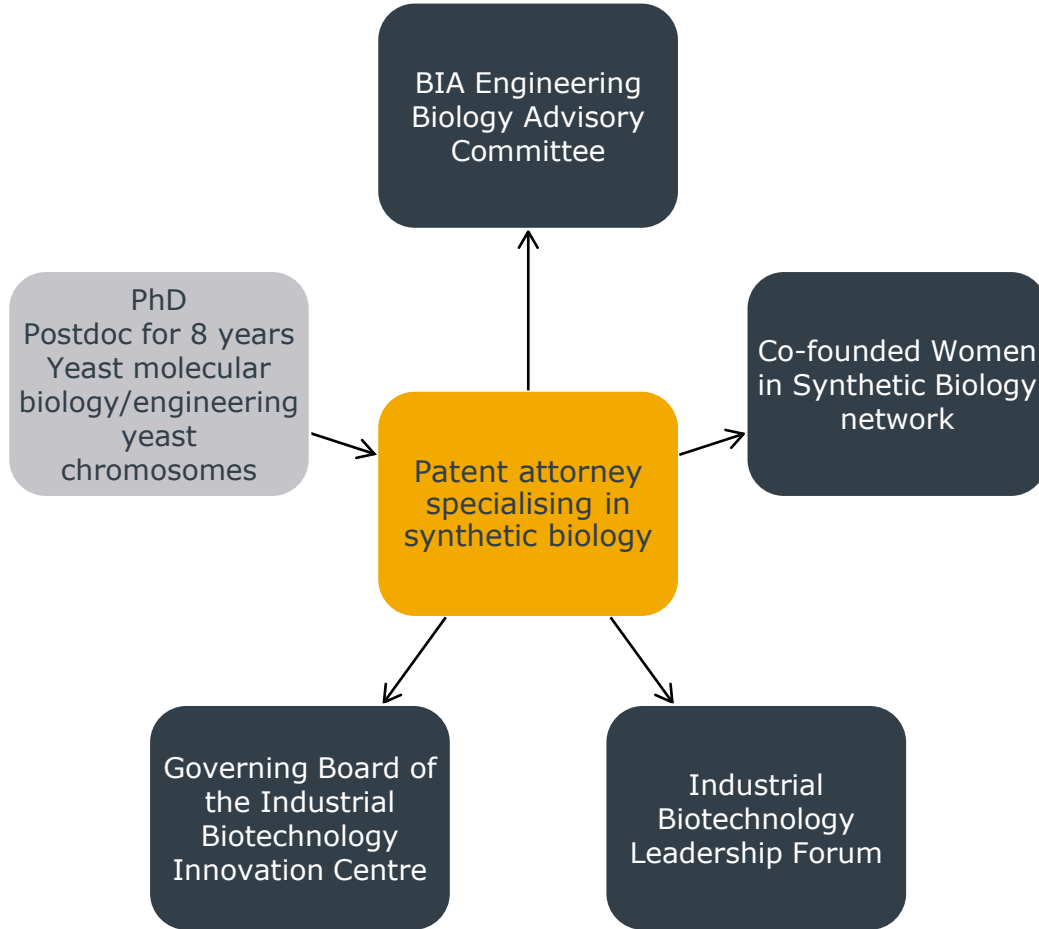 BIA Engineering
Biology Advisory
Committee
PhD
Postdoc for 8 years
Yeast molecular
biology/engineering
yeast
chromosomes
Co-founded Women
in Synthetic Biology
network
Patent attorney
specialising in
synthetic biology
Governing Board of
the Industrial
Biotechnology
Innovation Centre
Industrial
Biotechnology
Leadership Forum